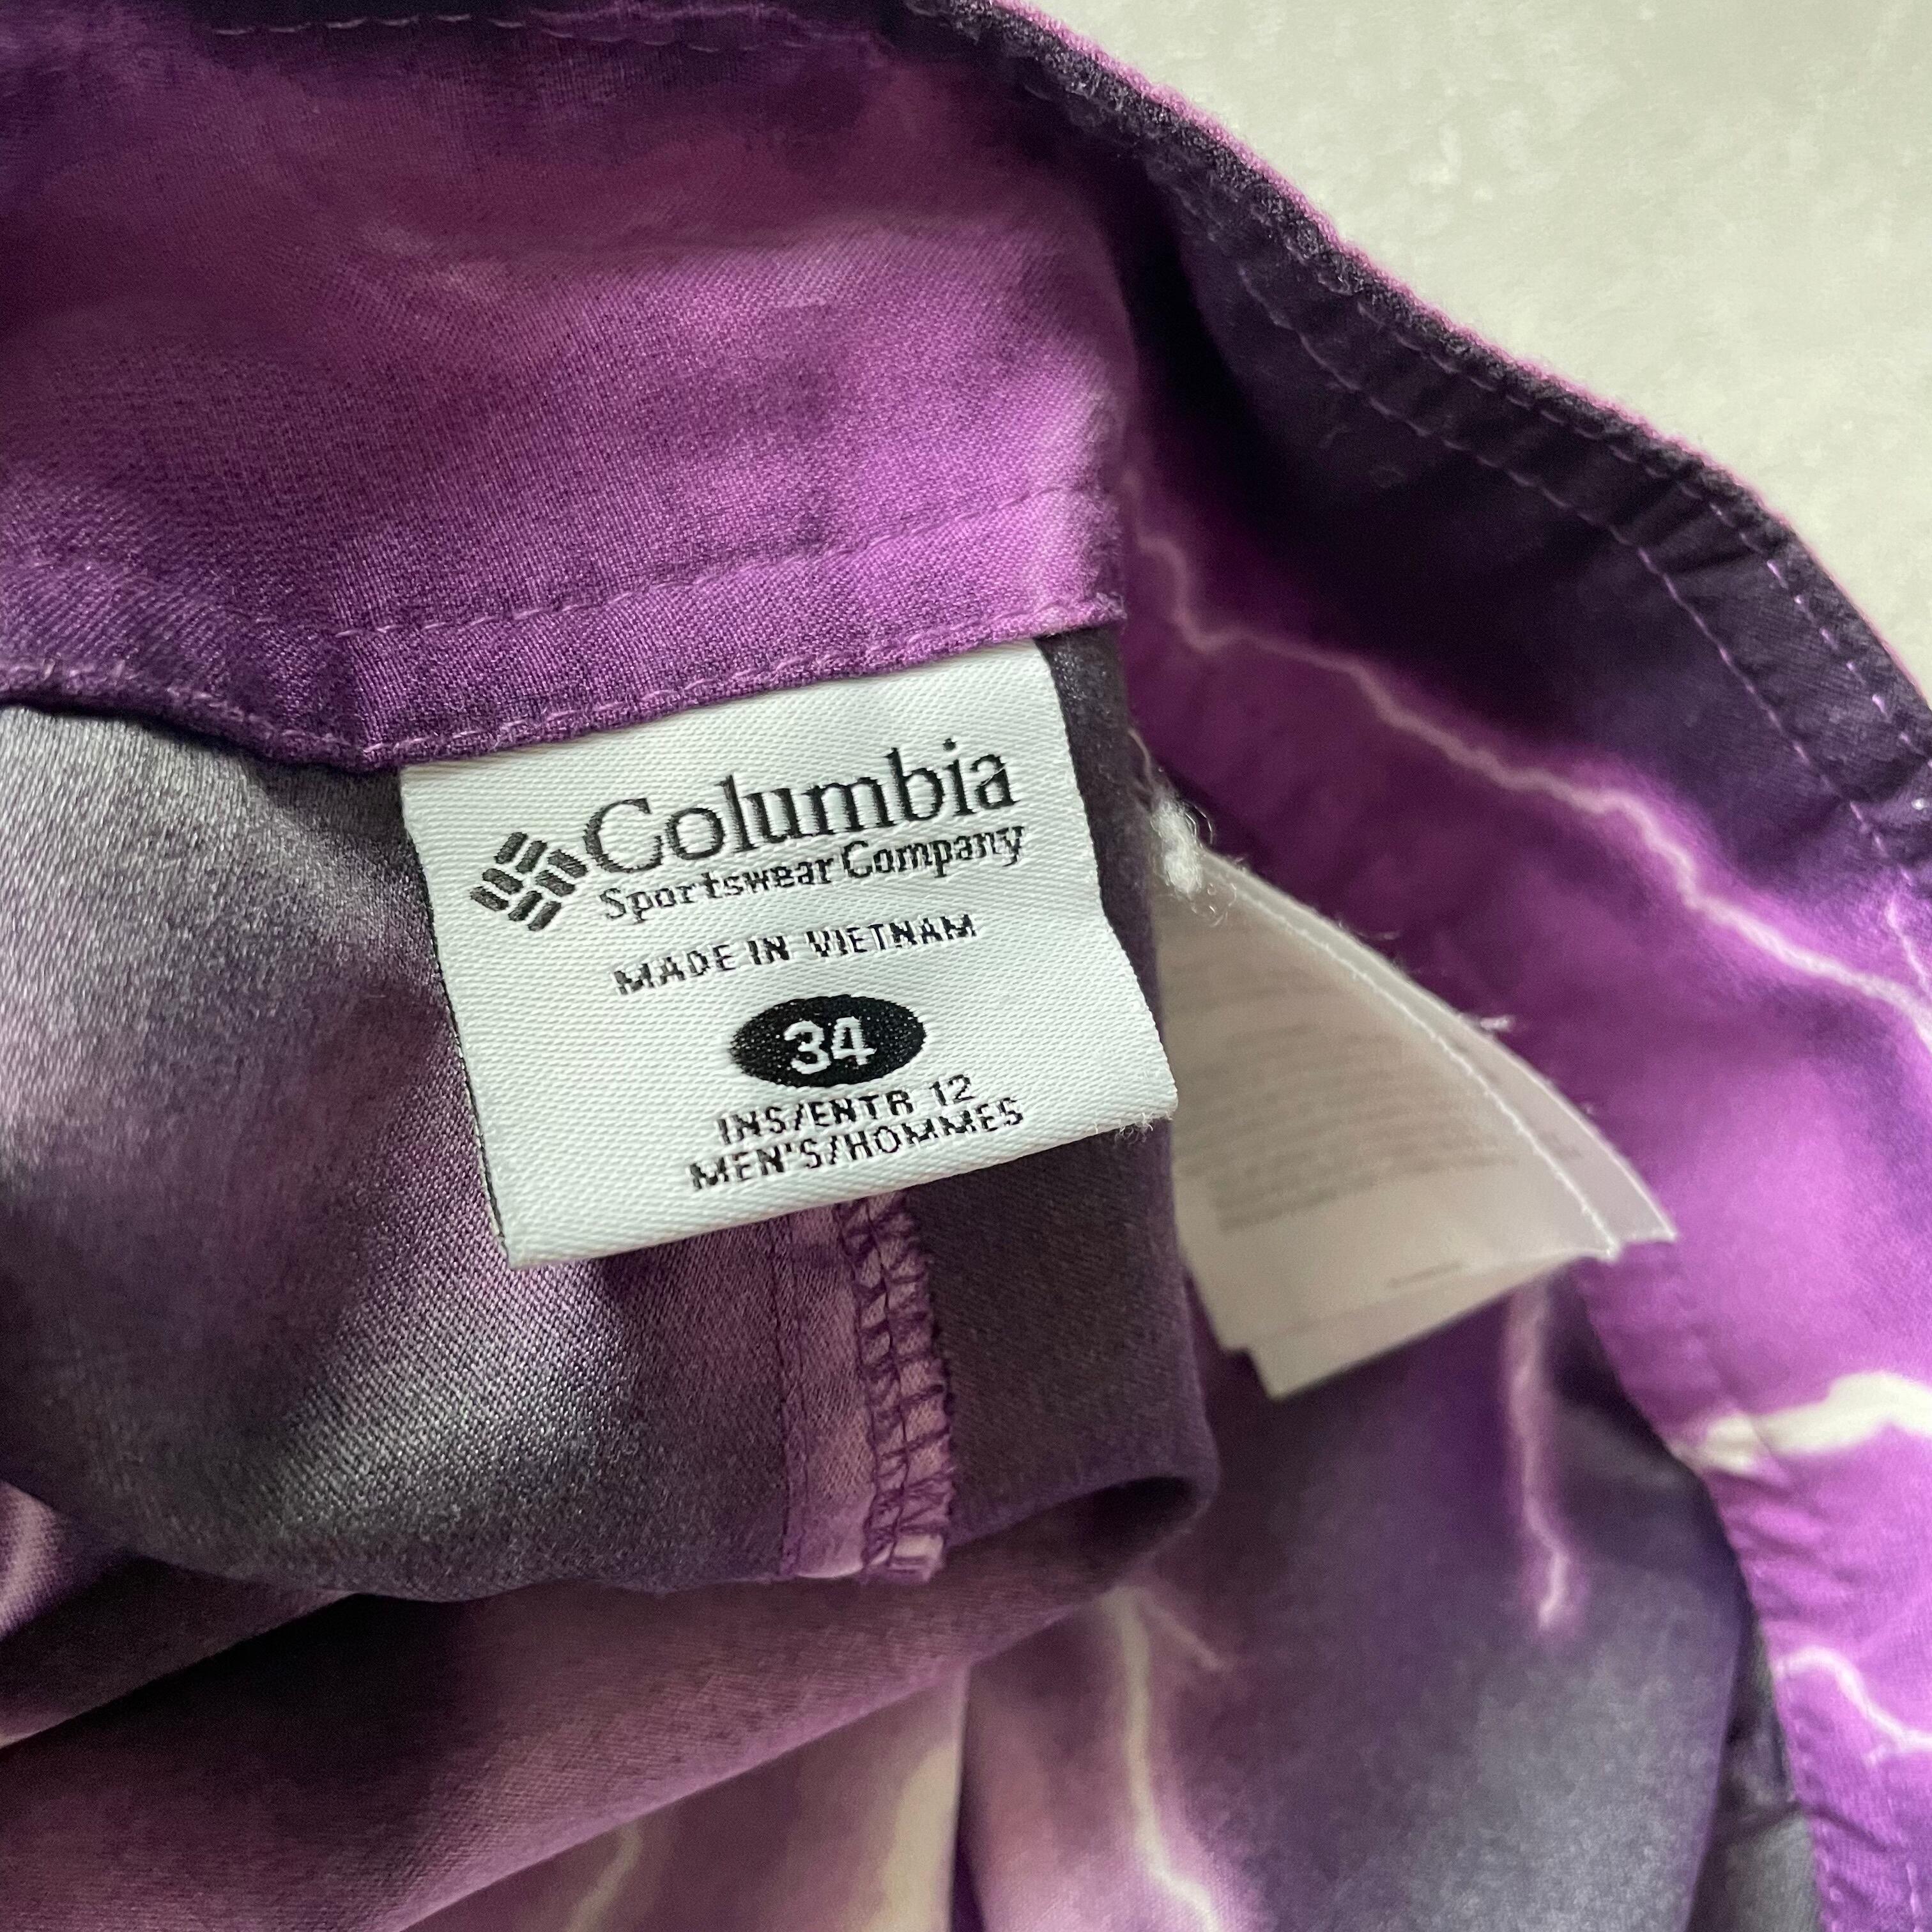 Columbia
Sportswear Company
MADE IN VIETNAM
34
INS/ENTR 12
MEN'S/HOMMES